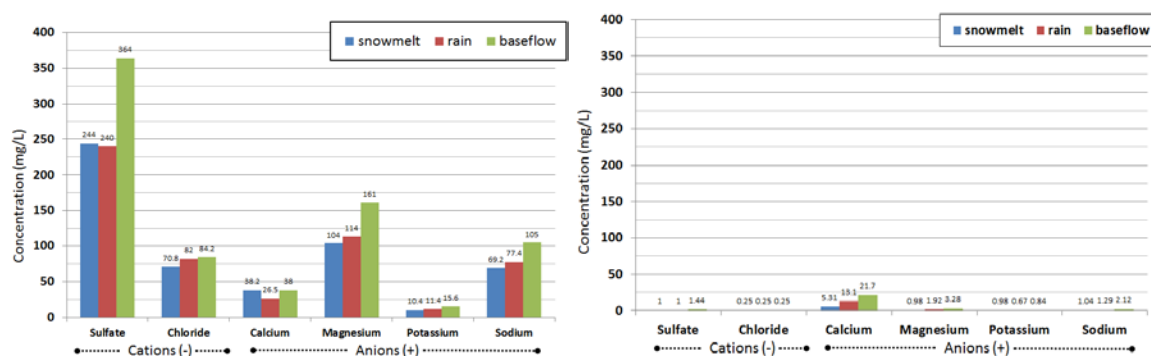 400
350
300
250
200
150
100
50
0
Concentration (mg/L)
snowmelt rain baseflow
244 240 364
70.8 82 84.2
38.2 26.5 38
104 114 161
10.4 11.4 15.6
69.2 77.4 105
Sulfate Chloride Calcium Magnesium Potassium Sodium
Cations (-) Anions (+)
400
350
300
250
200
150
100
50
0
Concentration (mg/L)
snowmelt rain baseflow
1 1 1.44
0.25 0.25 0.25
5.31 13.1 21.7
0.98 1.92 3.28
0.98 0.67 0.84
1.04 1.29 2.12
Sulfate Chloride Calcium Magnesium Potassium Sodium
Cations (-) Anions (+)